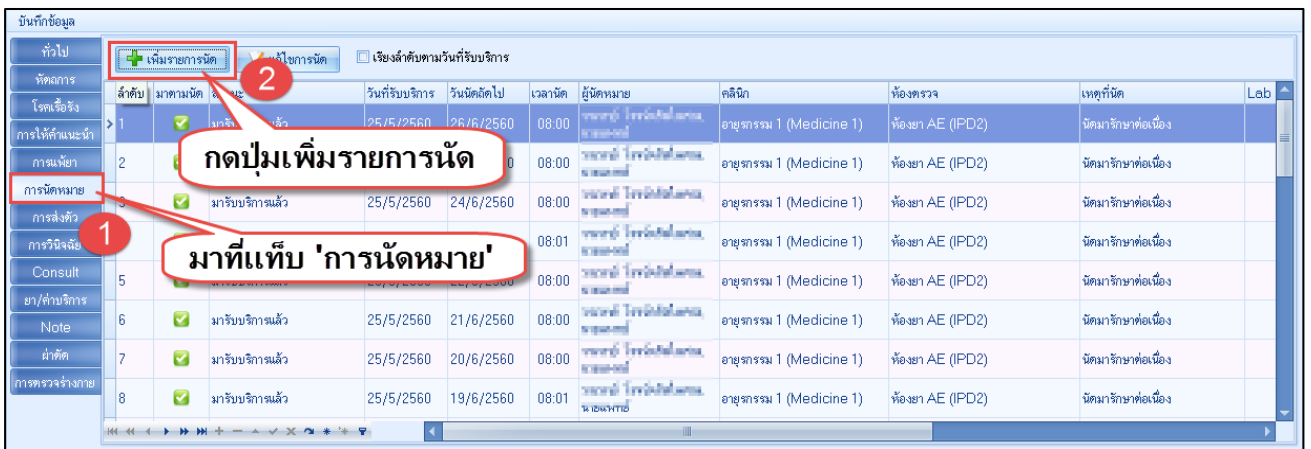 บันทึกข้อมูล
ทั่วไป
หัตถการ
โรคเรื้อรัง
การให้คำแนะนำ
การแพ้ยา
การนัดหมาย
การส่งตัว
การวินิจฉัย
Consult
ยา/ค่าบริการ
Note
ผ่าตัด
การตรวจร่างกาย
เพิ่มรายการนัด แก้ไขการนัด เรียงลำดับตามวันที่รับบริการ
2
ลำดับ มาตามนัด วันที่รับบริการ วันนัดถัดไป เวลานัด ผู้นัดหมาย คลินิก ห้องตรวจ เหตุที่นัด Lab
1 25/5/2560 26/6/2560 08:00 อายุรกรรม 1 (Medicine 1) ห้องยา AE (IPD2) นัดมารักษาต่อเนื่อง
กดปุ่มเพิ่มรายการนัด
2 08:00 อายุรกรรม 1 (Medicine 1) ห้องยา AE (IPD2) นัดมารักษาต่อเนื่อง
3 มารับบริการแล้ว 25/5/2560 24/6/2560 08:00 อายุรกรรม 1 (Medicine 1) ห้องยา AE (IPD2) นัดมารักษาต่อเนื่อง
1
08:01 อายุรกรรม 1 (Medicine 1) ห้องยา AE (IPD2) นัดมารักษาต่อเนื่อง
มาที่แท็บ 'การนัดหมาย'
5 08:00 อายุรกรรม 1 (Medicine 1) ห้องยา AE (IPD2) นัดมารักษาต่อเนื่อง
6 มารับบริการแล้ว 25/5/2560 21/6/2560 08:00 อายุรกรรม 1 (Medicine 1) ห้องยา AE (IPD2) นัดมารักษาต่อเนื่อง
7 มารับบริการแล้ว 25/5/2560 20/6/2560 08:00 อายุรกรรม 1 (Medicine 1) ห้องยา AE (IPD2) นัดมารักษาต่อเนื่อง
8 มารับบริการแล้ว 25/5/2560 19/6/2560 08:01 อายุรกรรม 1 (Medicine 1) ห้องยา AE (IPD2) นัดมารักษาต่อเนื่อง